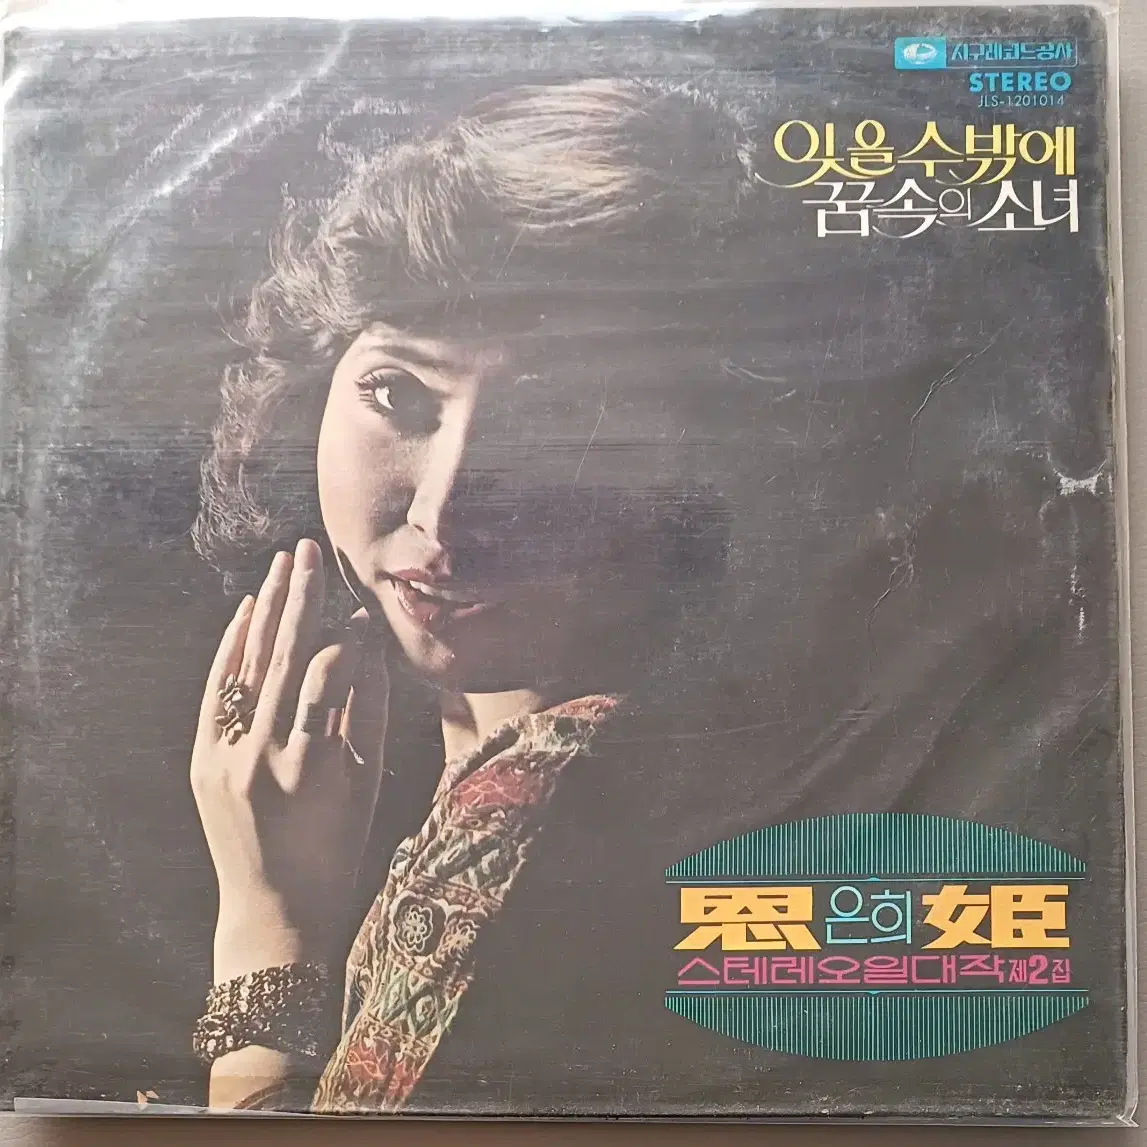 지구레코드공사
STEREO
JLS-1201014
잊을 수 밖에
꿈속의 소녀
恩 은희 姬
스테레오일대작 제2집